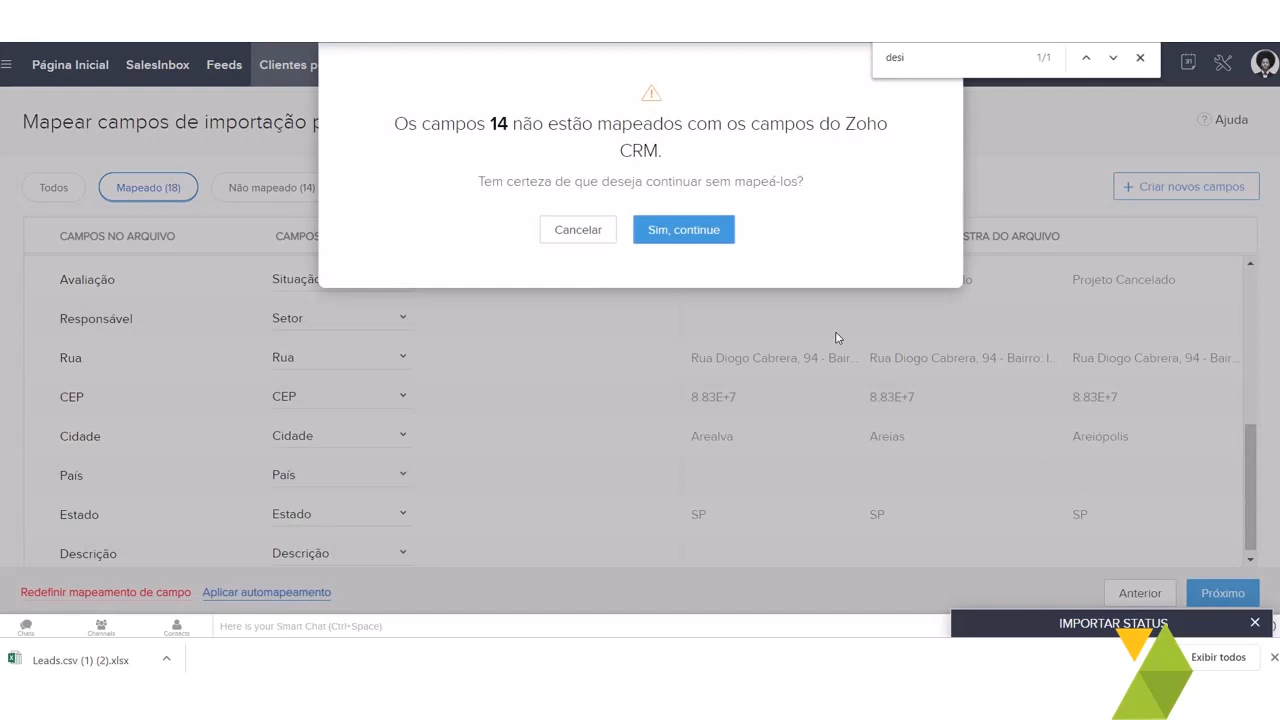 desi
1/1
Página Inicial SalesInbox Feeds Clientes p
31
Mapear campos de importação p
Ajuda
Os campos 14 não estão mapeados com os campos do Zoho
CRM.
Tem certeza de que deseja continuar sem mapeá-los?
Cancelar Sim, continue
Todos Mapeado (18) Não mapeado (14)
+ Criar novos campos
CAMPOS NO ARQUIVO CAMPOS STRA DO ARQUIVO
Avaliação Situação lo Projeto Cancelado
Responsável Setor
Rua Rua Rua Diogo Cabrera, 94 - Bair... Rua Diogo Cabrera, 94 - Bairro: I... Rua Diogo Cabrera, 94 - Bair...
CEP CEP 8.83E+7 8.83E+7 8.83E+7
Cidade Cidade Arealva Areias Areiópolis
País País
Estado Estado SP SP SP
Descrição Descrição
Redefinir mapeamento de campo Aplicar automapeamento Anterior Próximo
Chats Channels Contacts Here is your Smart Chat (Ctrl+Space)
IMPORTAR STATUS
Leads.csv (1) (2).xlsx Exibir todos